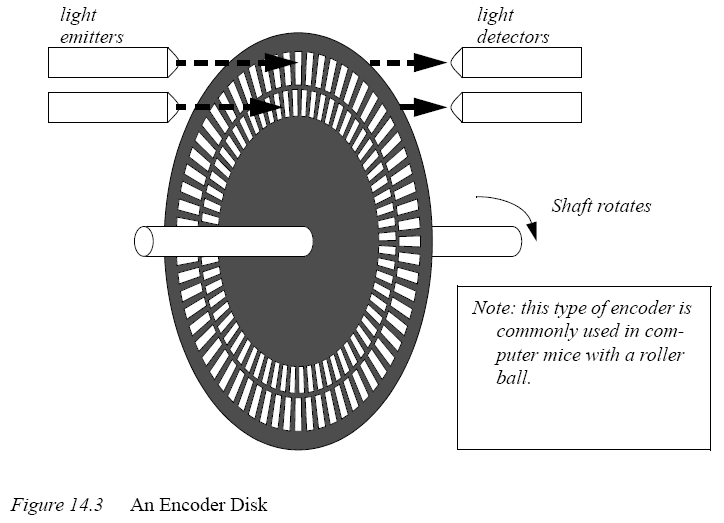 light
emitters
light
detectors
Shaft rotates
Note: this type of encoder is
commonly used in com-
puter mice with a roller
ball.
Figure 14.3 An Encoder Disk